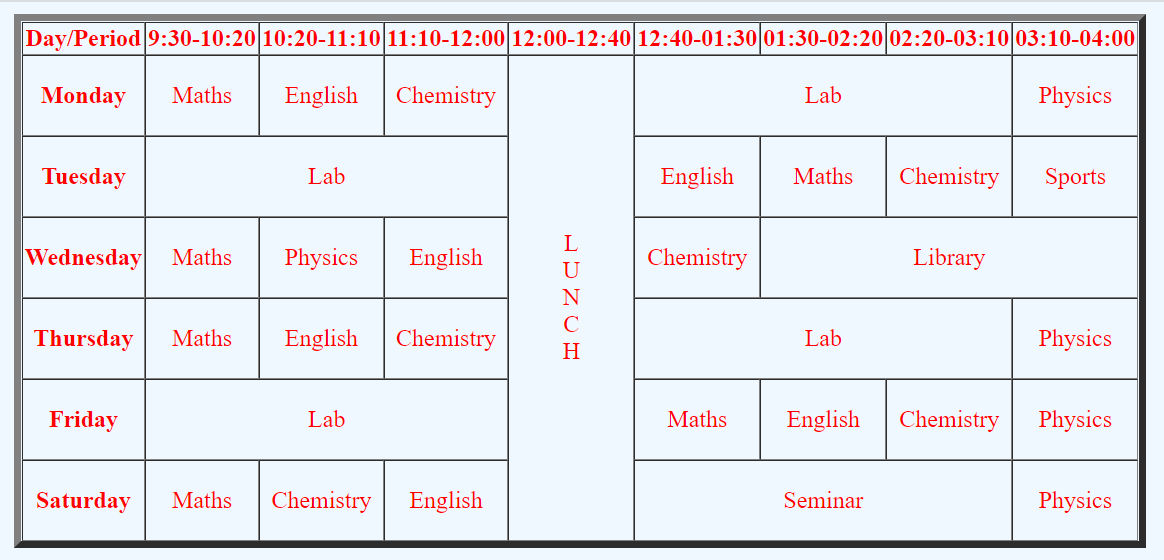 Day/Period 9:30-10:20 10:20-11:10 11:10-12:00 12:00-12:40 12:40-01:30 01:30-02:20 02:20-03:10 03:10-04:00
Monday Maths English Chemistry Lab Physics
Tuesday Lab English Maths Chemistry Sports
Wednesday Maths Physics English Chemistry Library
L
U
N
C
H
Thursday Maths English Chemistry Lab Physics
Friday Lab Maths English Chemistry Physics
Saturday Maths Chemistry English Seminar Physics